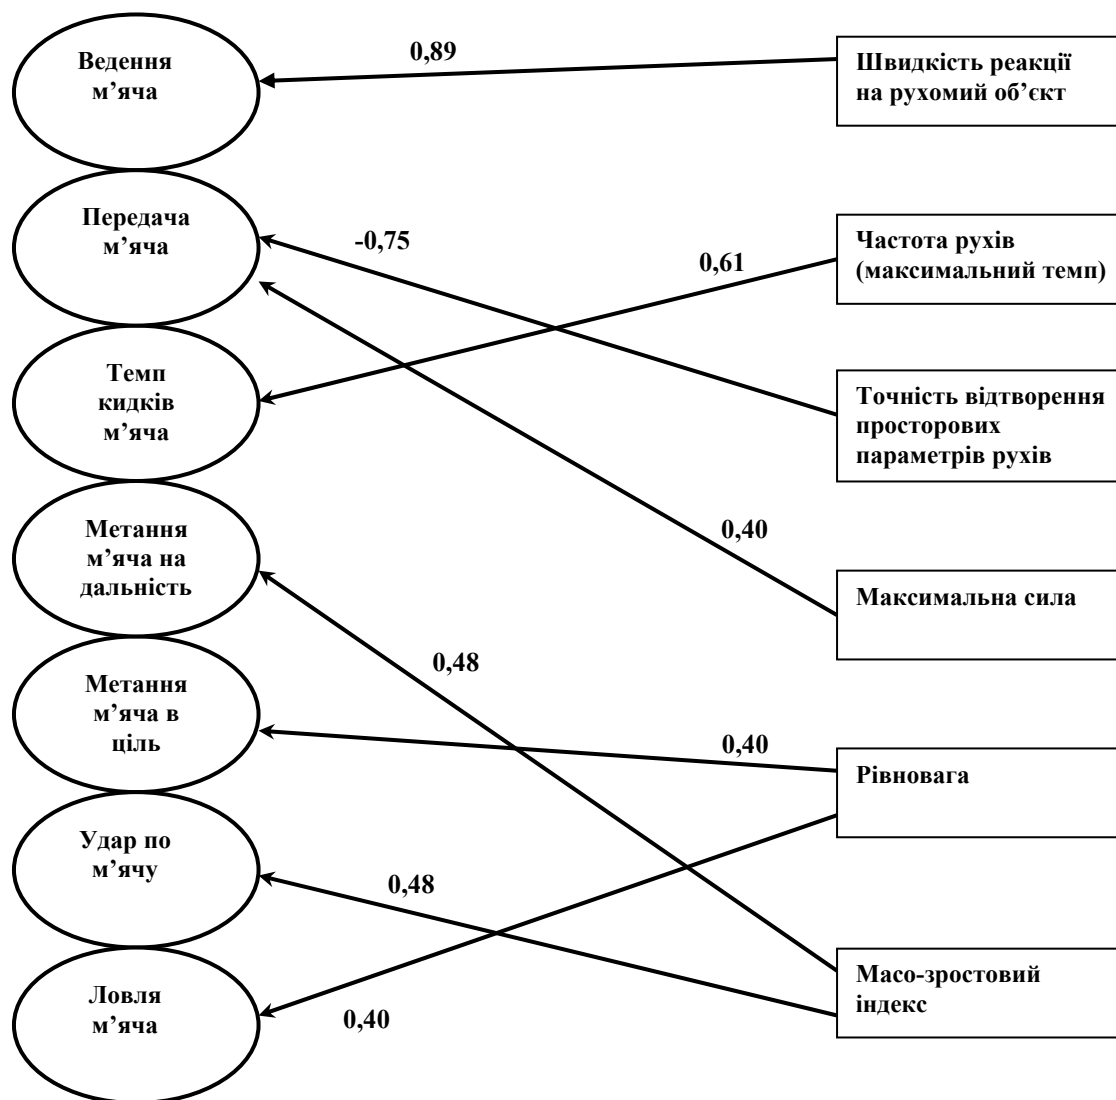 Ведення
м’яча
0,89
Швидкість реакції
на рухомий об’єкт
Передача
м’яча
-0,75
0,61
Частота рухів
(максимальний темп)
Темп
кидків
м’яча
Точність відтворення
просторових
параметрів рухів
Метання
м’яча на
дальність
0,40
Максимальна сила
0,48
Метання
м’яча в
ціль
0,40
Рівновага
Удар по
м’ячу
0,48
Ловля
м’яча
0,40
Масо-зростовий
індекс